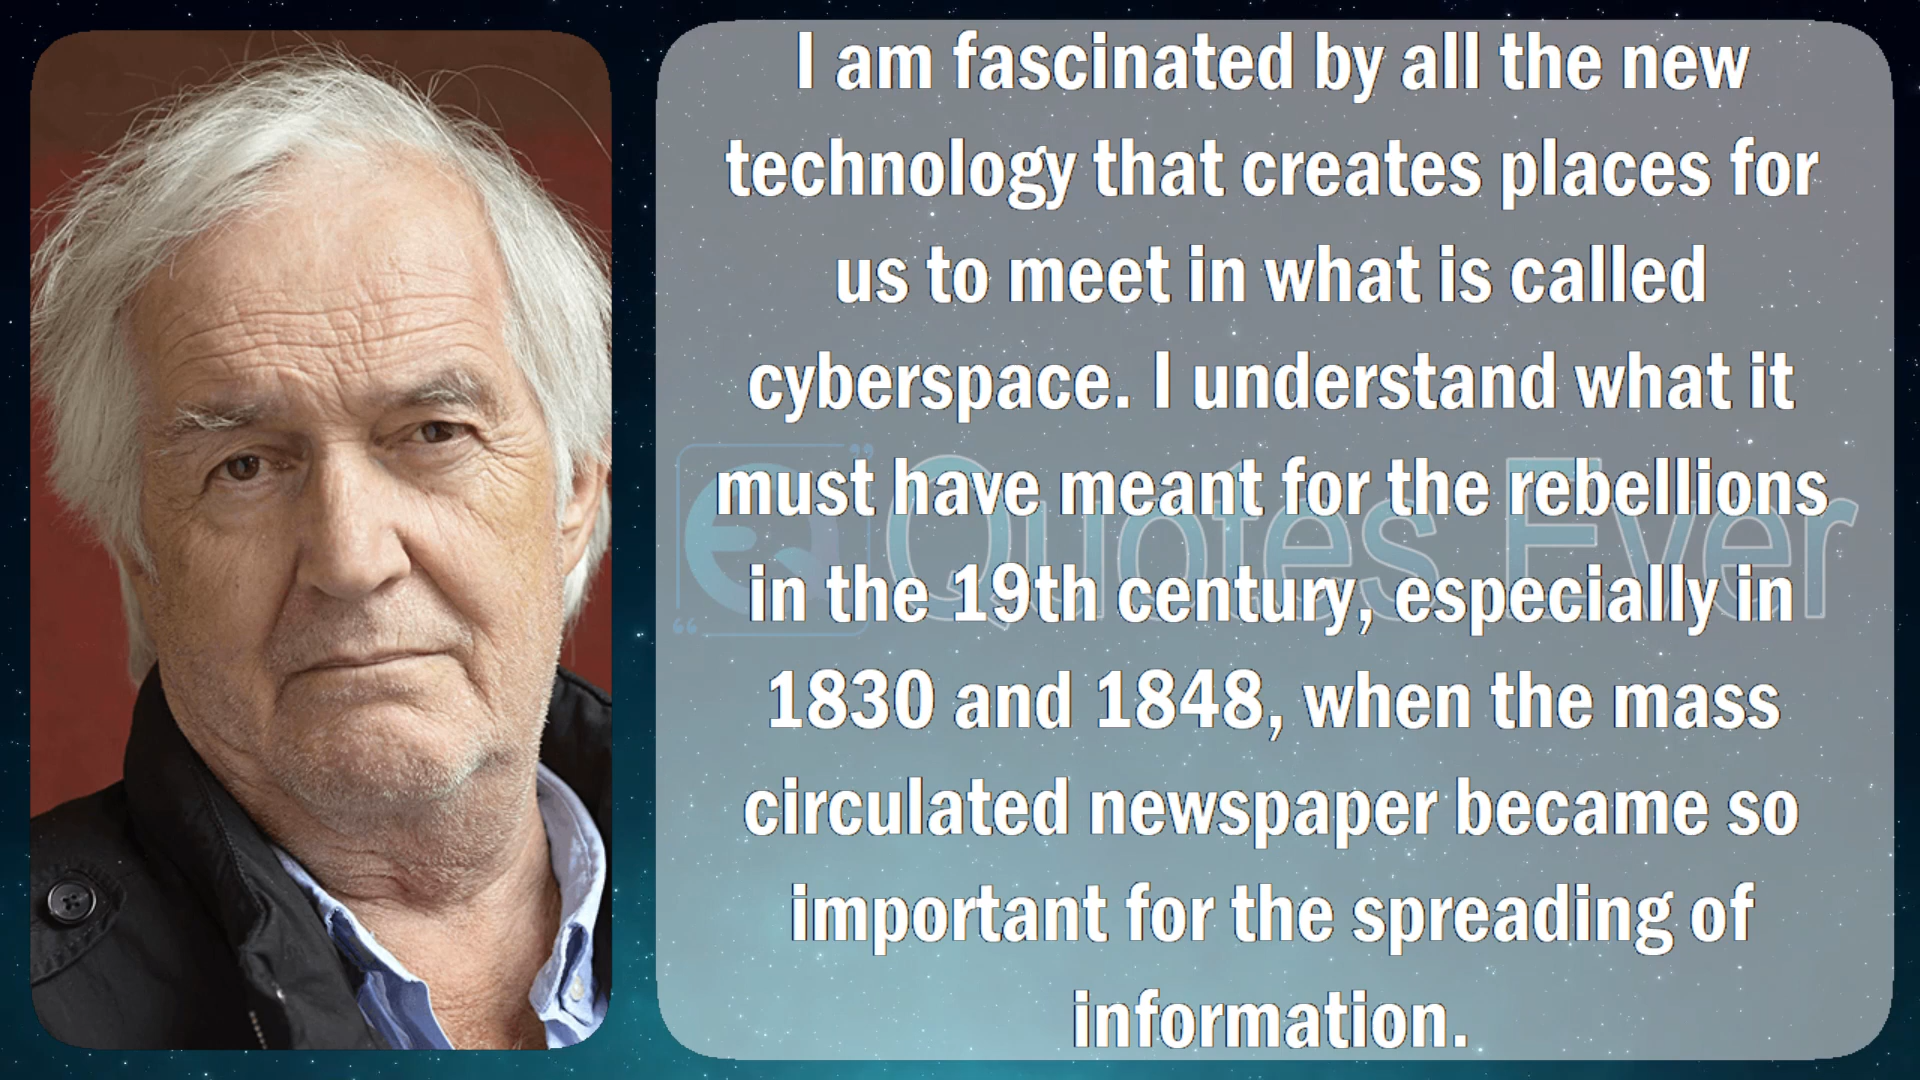 I am fascinated by all the new
technology that creates places for
us to meet in what is called
cyberspace. I understand what it
must have meant for the rebellions
in the 19th century, especially in
1830 and 1848, when the mass
circulated newspaper became so
important for the spreading of
information.
Quotes Ever